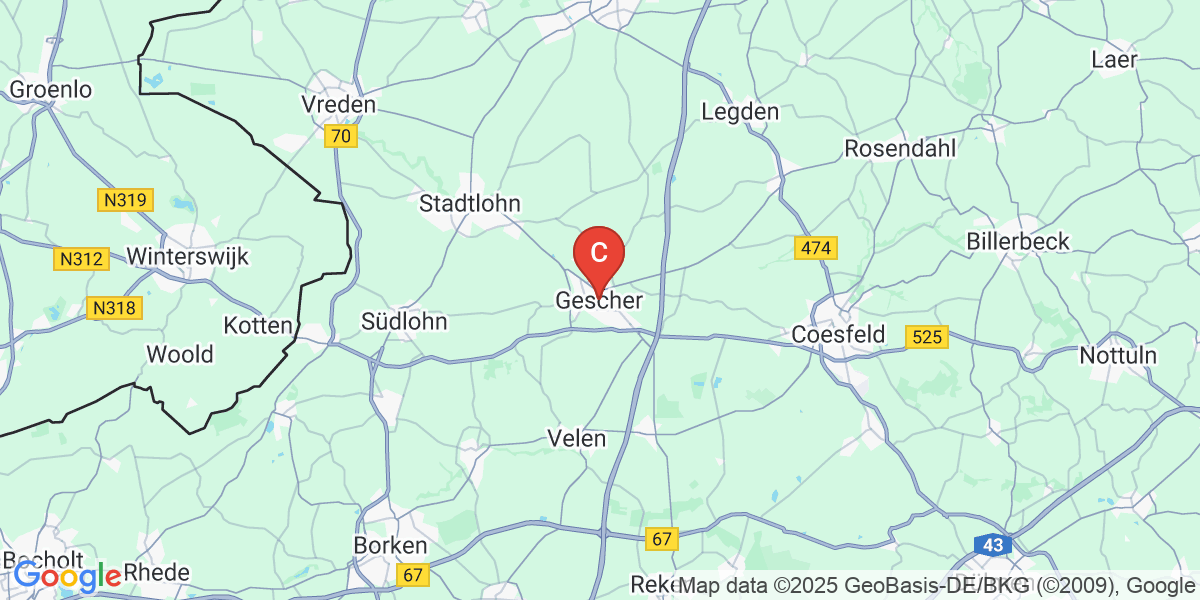 Laer
Groenlo
Vreden
Legden
70
Rosendahl
N319
Stadtlohn
Billerbeck
474
C
Winterswijk
N312
Gescher
N318
Kotten
Südlohn
Coesfeld
525
Woold
Nottuln
Velen
67
Borken
43
Bocholt
Rhede
67
Google
Map data ©2025 GeoBasis-DE/BKG (©2009), Google